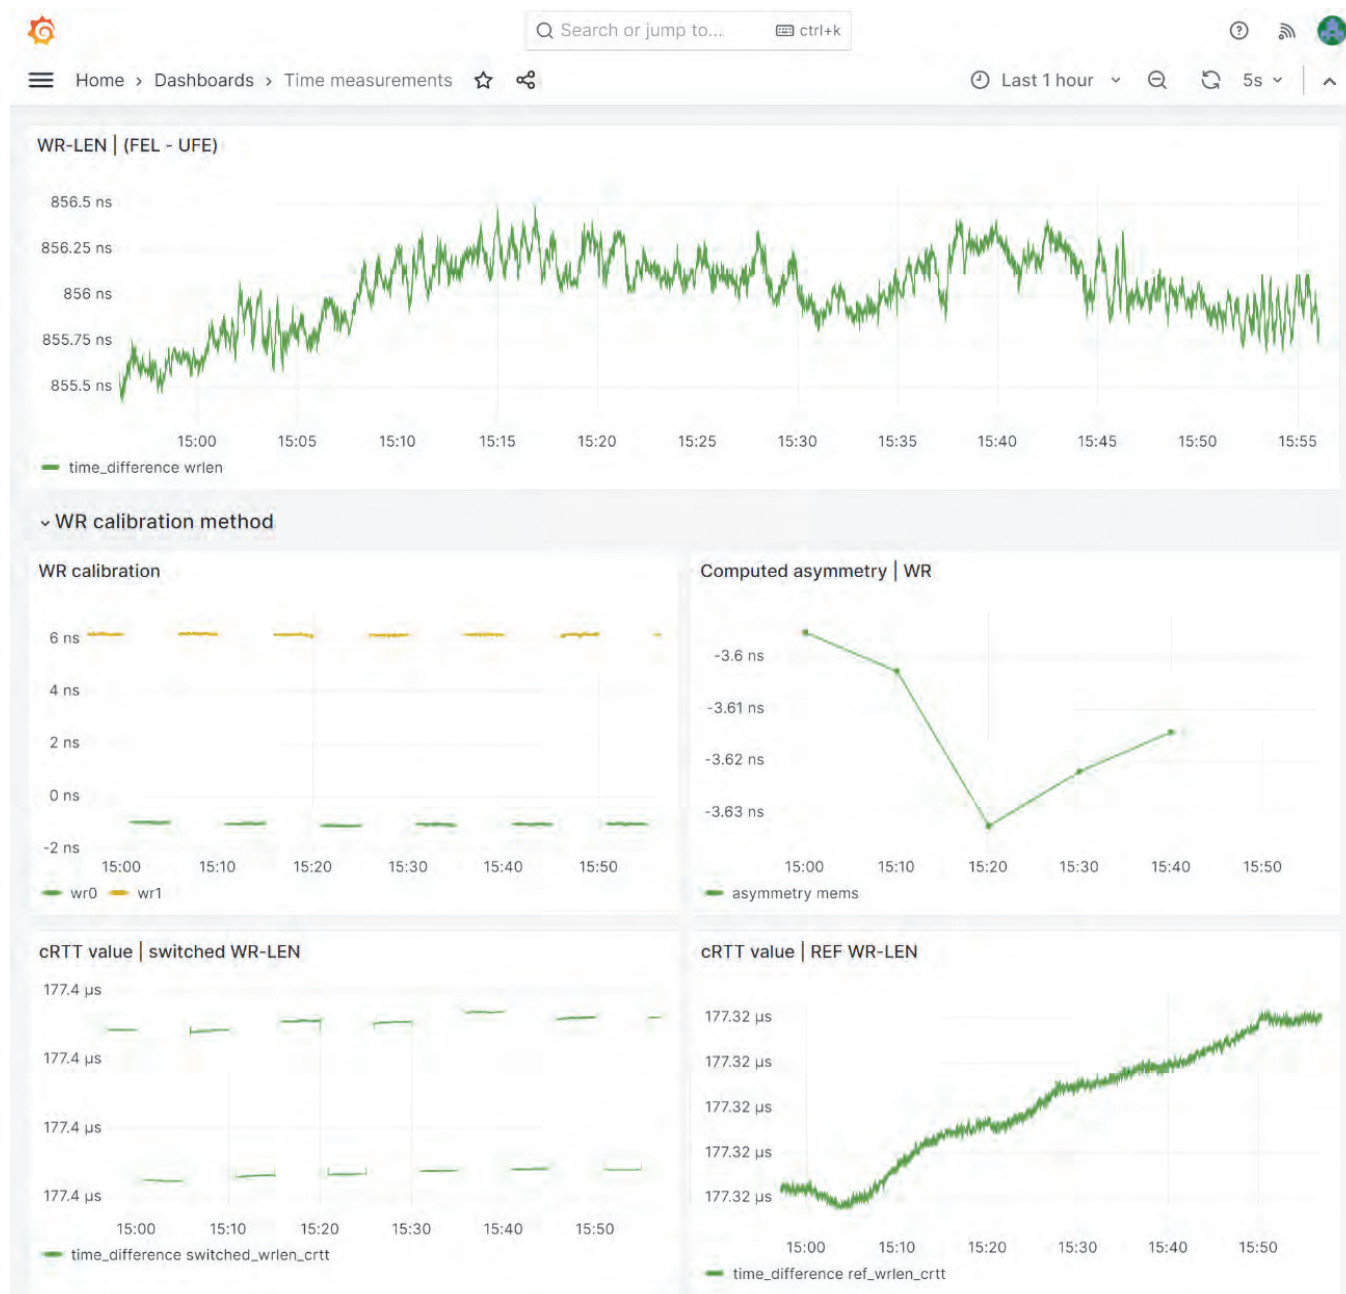 Search or jump to... ctrl+k
Home › Dashboards › Time measurements Last 1 hour 5s
WR-LEN | (FEL - UFE)
856.5 ns
856.25 ns
856 ns
855.75 ns
855.5 ns
15:00 15:05 15:10 15:15 15:20 15:25 15:30 15:35 15:40 15:45 15:50 15:55
time_difference wrlen
WR calibration method
WR calibration
6 ns
4 ns
2 ns
0 ns
-2 ns
15:00 15:10 15:20 15:30 15:40 15:50
wr0 wr1
Computed asymmetry | WR
-3.6 ns
-3.61 ns
-3.62 ns
-3.63 ns
15:00 15:10 15:20 15:30 15:40 15:50
asymmetry mems
cRTT value | switched WR-LEN
177.4 µs
177.4 µs
177.4 µs
177.4 µs
15:00 15:10 15:20 15:30 15:40 15:50
time_difference switched_wrlen_crtt
cRTT value | REF WR-LEN
177.32 µs
177.32 µs
177.32 µs
177.32 µs
177.32 µs
15:00 15:10 15:20 15:30 15:40 15:50
time_difference ref_wrlen_crtt